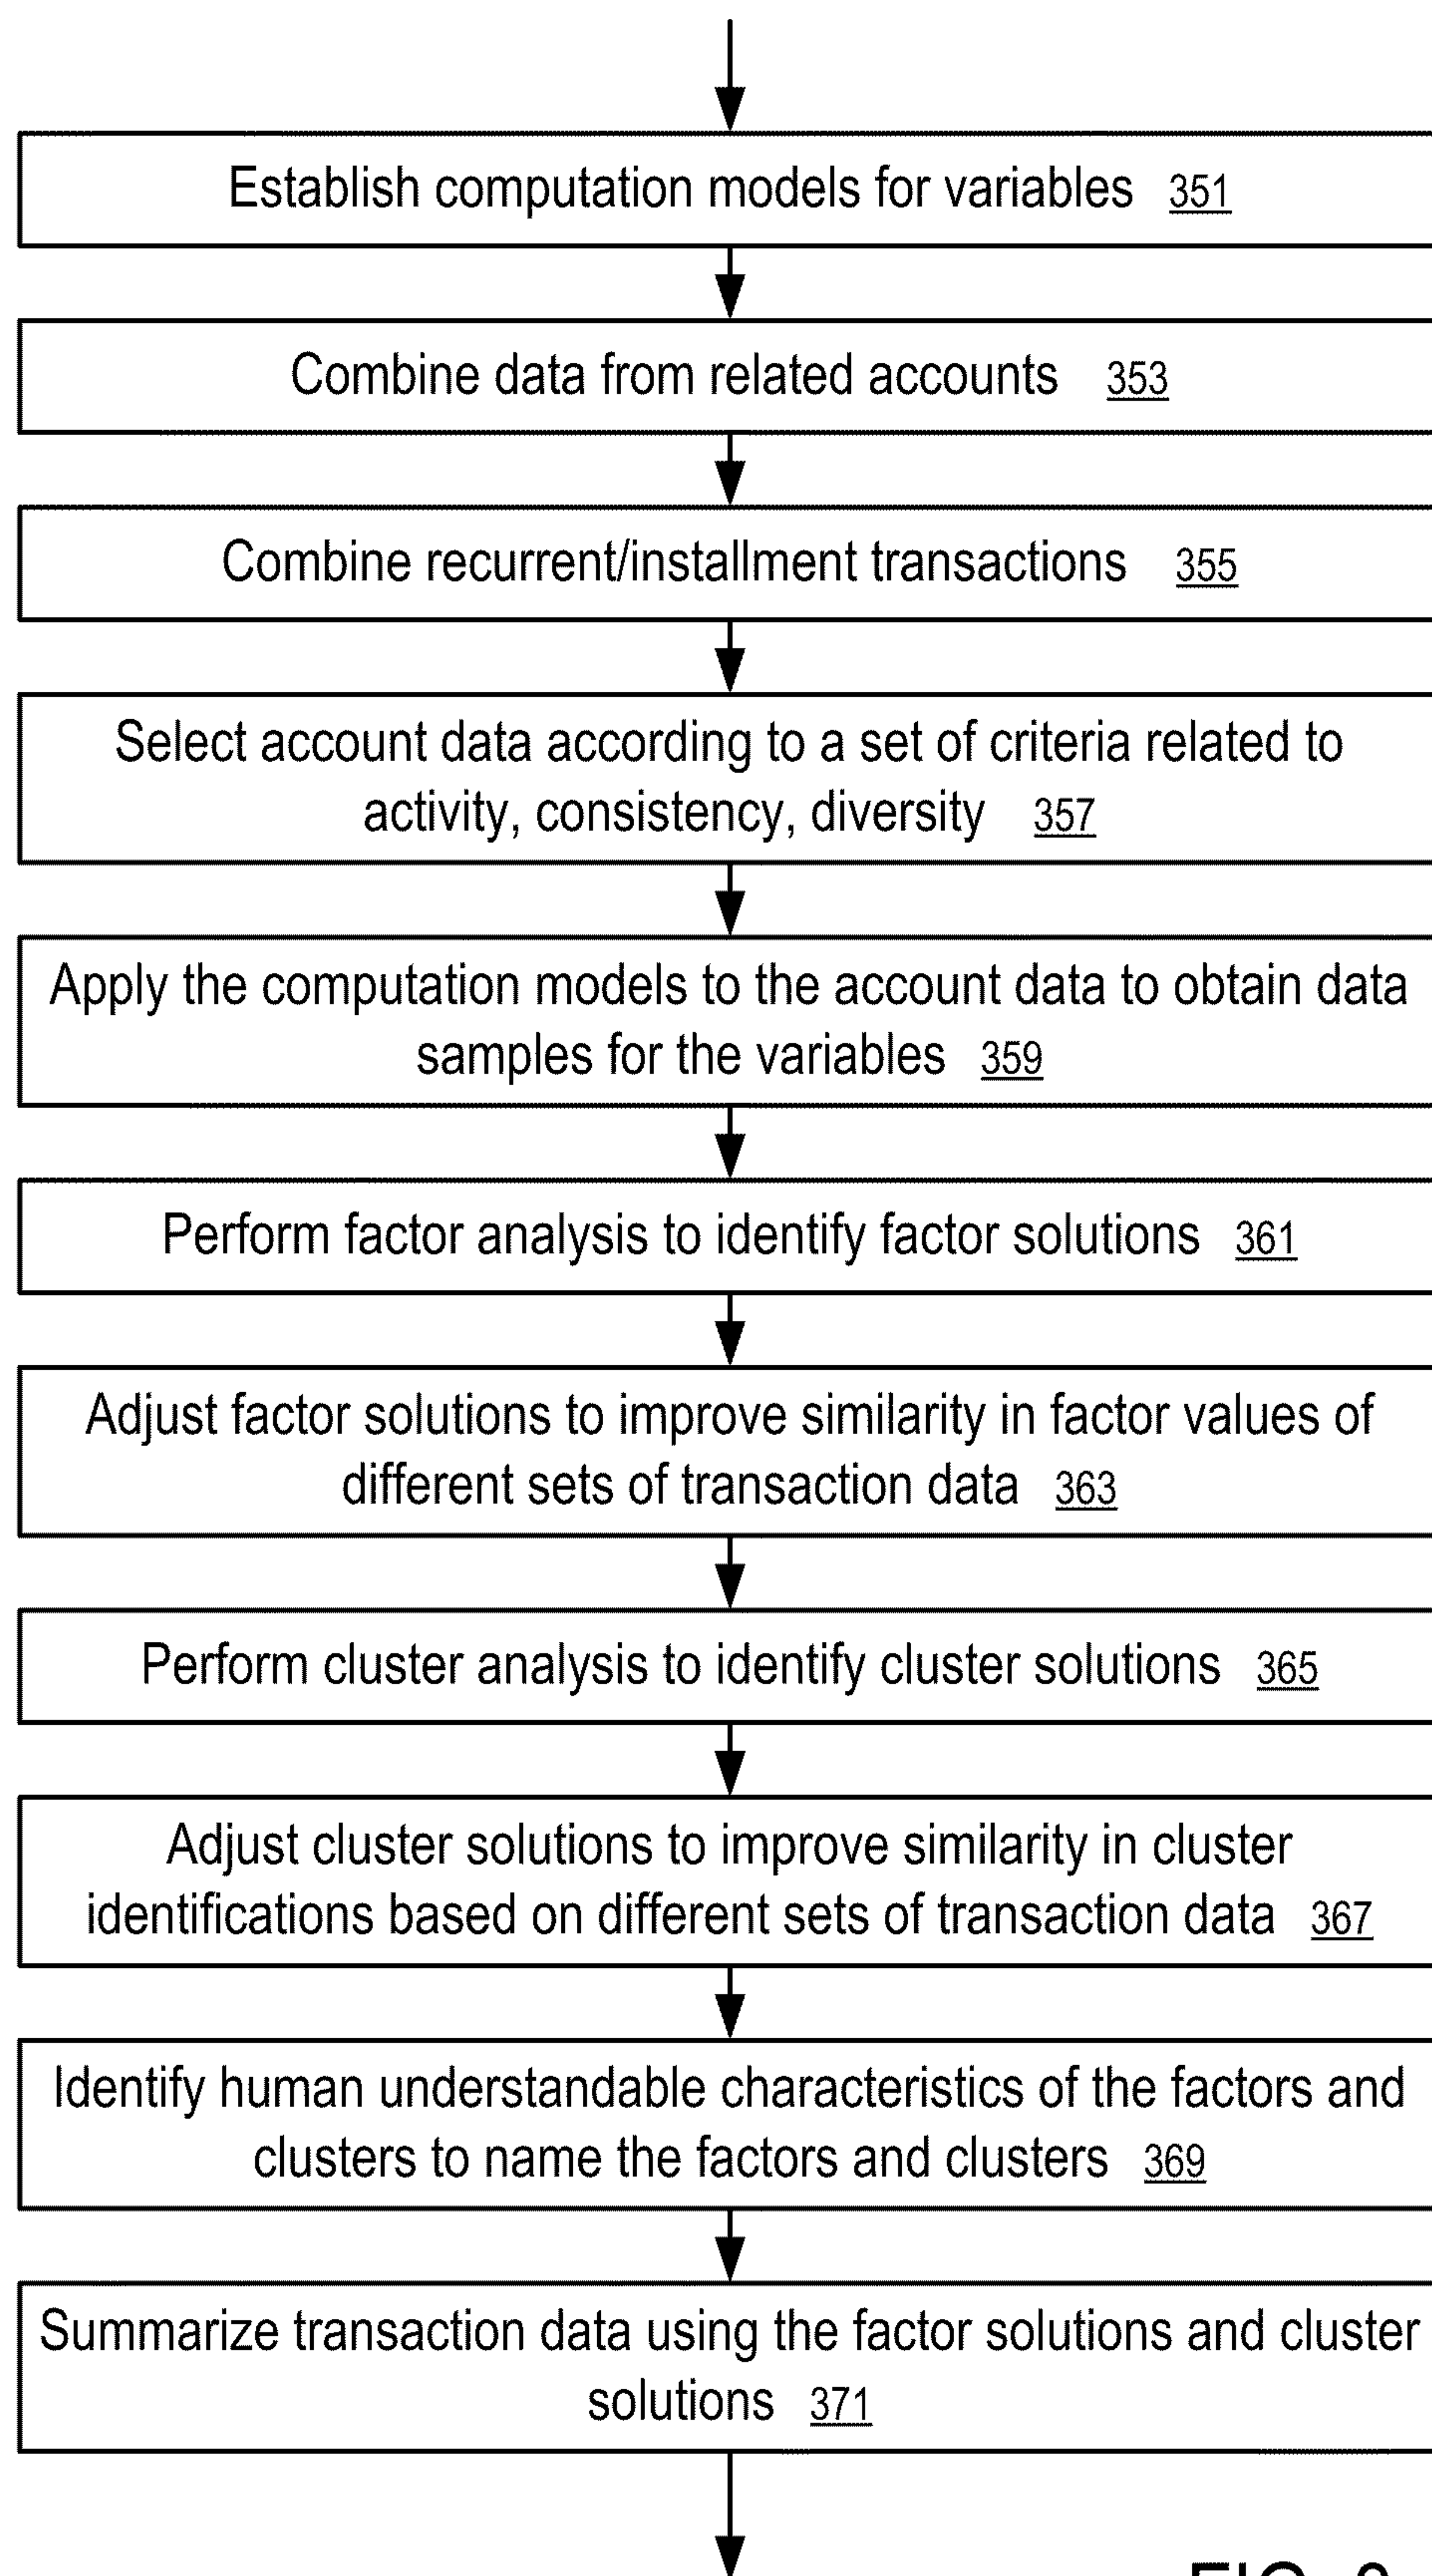 Establish computation models for variables 351
Combine data from related accounts 353
Combine recurrent/installment transactions 355
Select account data according to a set of criteria related to
activity, consistency, diversity 357
Apply the computation models to the account data to obtain data
samples for the variables 359
Perform factor analysis to identify factor solutions 361
Adjust factor solutions to improve similarity in factor values of
different sets of transaction data 363
Perform cluster analysis to identify cluster solutions 365
Adjust cluster solutions to improve similarity in cluster
identifications based on different sets of transaction data 367
Identify human understandable characteristics of the factors and
clusters to name the factors and clusters 369
Summarize transaction data using the factor solutions and cluster
solutions 371
FIG.